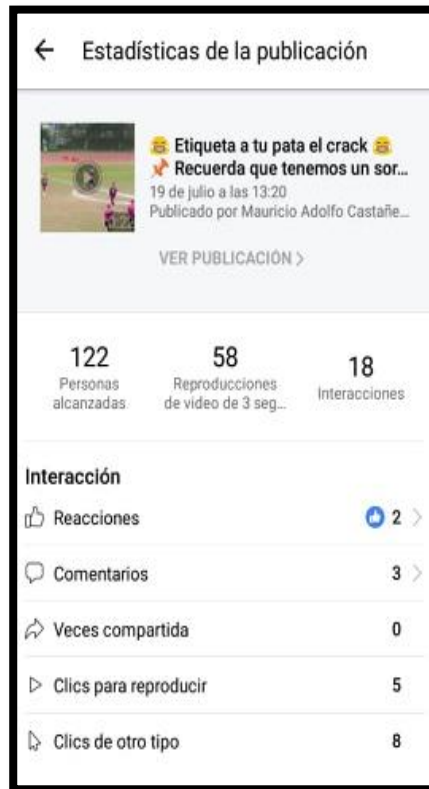 Estadísticas de la publicación
😂 Etiqueta a tu pata el crack 😂
📌 Recuerda que tenemos un sor...
19 de julio a las 13:20
Publicado por Mauricio Adolfo Castañe...
VER PUBLICACIÓN >
122
Personas
alcanzadas
58
Reproducciones
de video de 3 seg...
18
Interacciones
Interacción
Reacciones 2
Comentarios 3
Veces compartida 0
Clics para reproducir 5
Clics de otro tipo 8